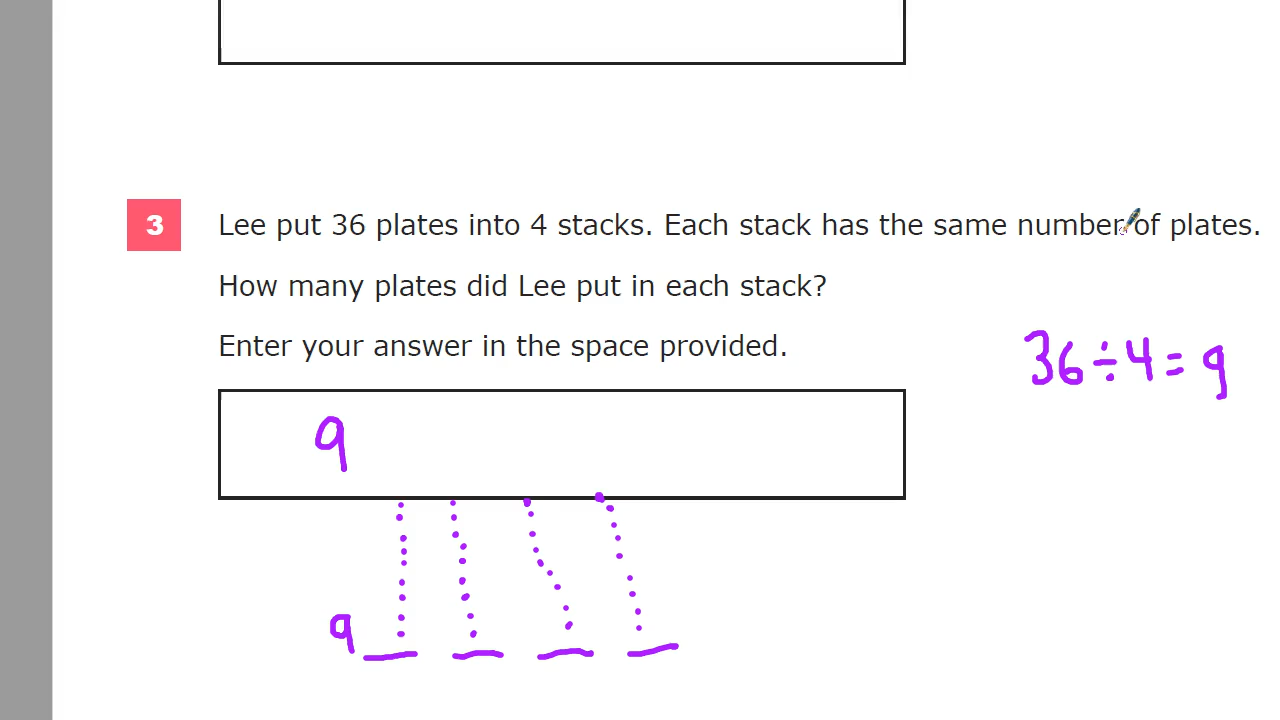 3 Lee put 36 plates into 4 stacks. Each stack has the same number of plates.
How many plates did Lee put in each stack?
Enter your answer in the space provided.
36÷4=9
9
9